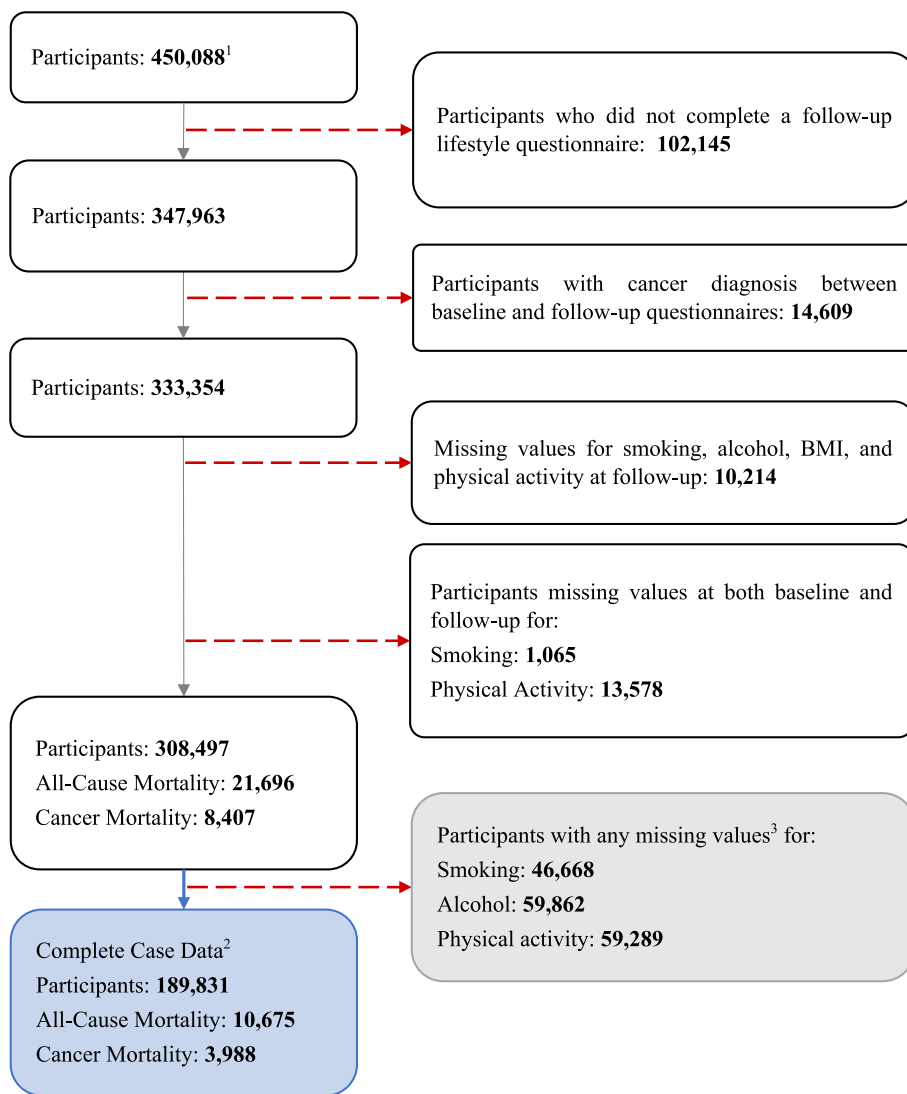 Participants: 450,088¹
Participants who did not complete a follow-up
lifestyle questionnaire: 102,145
Participants: 347,963
Participants with cancer diagnosis between
baseline and follow-up questionnaires: 14,609
Participants: 333,354
Missing values for smoking, alcohol, BMI, and
physical activity at follow-up: 10,214
Participants missing values at both baseline and
follow-up for:
Smoking: 1,065
Physical Activity: 13,578
Participants: 308,497
All-Cause Mortality: 21,696
Cancer Mortality: 8,407
Participants with any missing values³ for:
Smoking: 46,668
Alcohol: 59,862
Physical activity: 59,289
Complete Case Data²
Participants: 189,831
All-Cause Mortality: 10,675
Cancer Mortality: 3,988